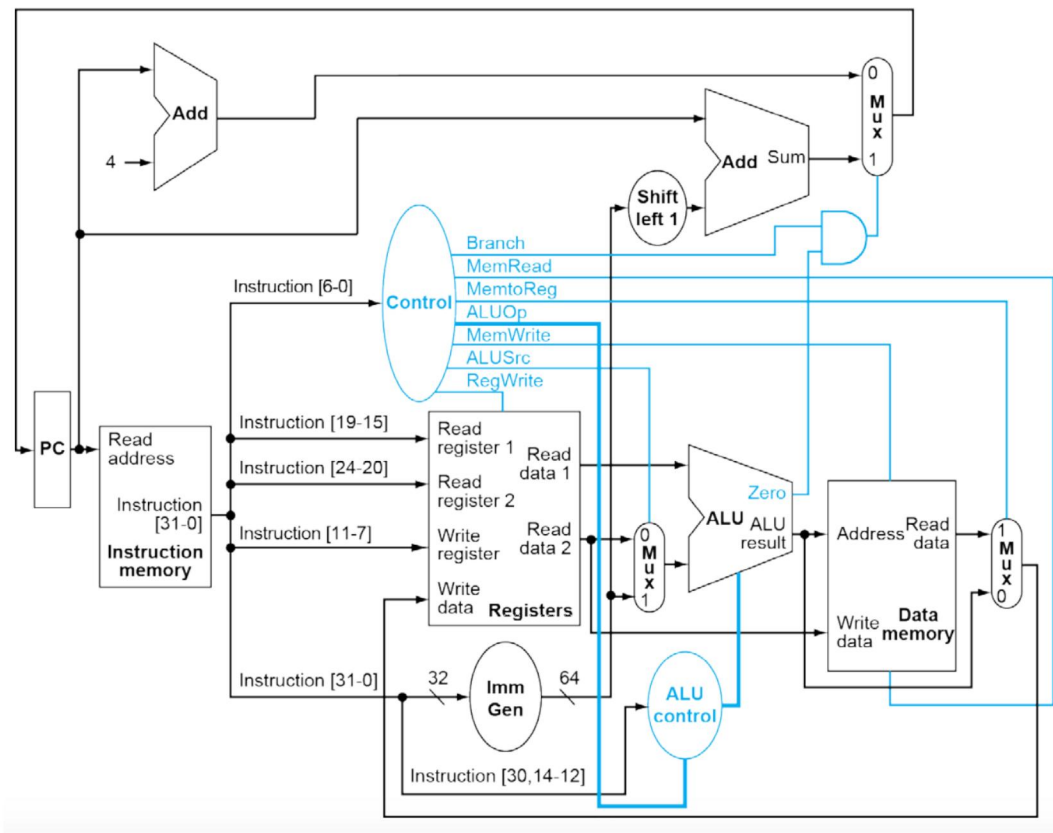 Add
4
0
Mux
1
Add Sum
Shift
left 1
Branch
MemRead
MemtoReg
ALUOp
MemWrite
ALUSrc
RegWrite
Control
Instruction [6-0]
PC
Read
address
Instruction
[31-0]
Instruction
memory
Instruction [19-15]
Instruction [24-20]
Instruction [11-7]
Instruction [31-0]
Read
register 1
Read
register 2
Write
register
Write
data
Read
data 1
Read
data 2
Registers
0
Mux
1
Zero
ALU
ALU
result
Address
Read
data
Write
data
Data
memory
1
Mux
0
32
Imm
Gen
64
ALU
control
Instruction [30,14-12]